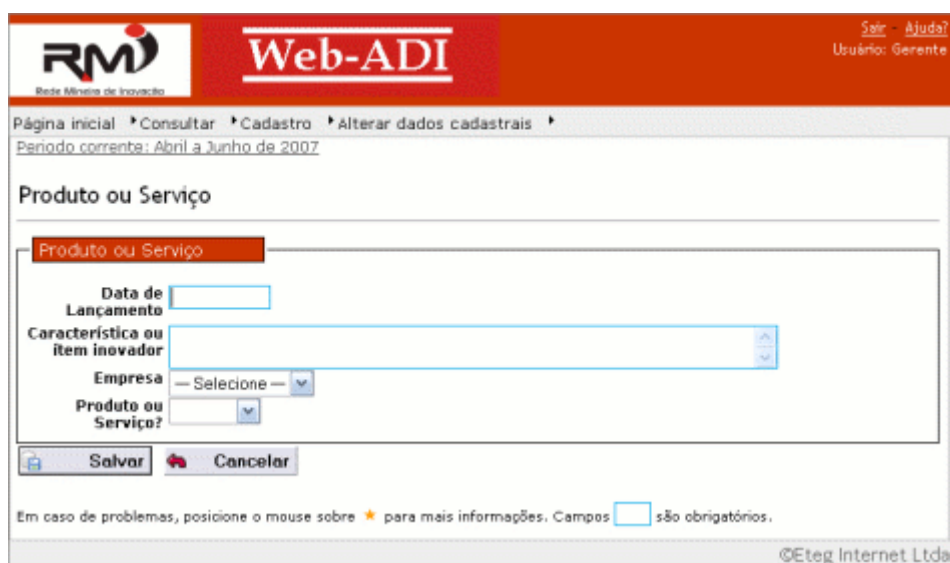 RMI
Rede Mineira de Inovação
Web-ADI
Sair - Ajuda?
Usuário: Gerente
Página inicial Consultar Cadastro Alterar dados cadastrais
Periodo corrente: Abril a Junho de 2007
Produto ou Serviço
Produto ou Serviço
Data de
Lançamento
Característica ou
item inovador
Empresa
— Selecione —
Produto ou
Serviço?
Salvar Cancelar
Em caso de problemas, posicione o mouse sobre ★ para mais informações. Campos são obrigatórios.
©Eteg Internet Ltda